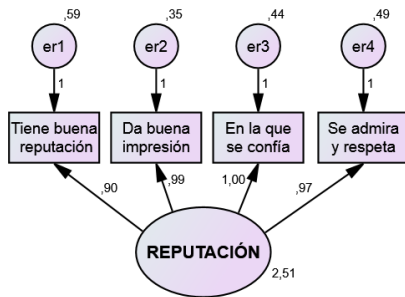 ,59
,35
,44
,49
er1
er2
er3
er4
1
1
1
1
Tiene buena
reputación
Da buena
impresión
En la que
se confía
Se admira
y respeta
,90
,99
1,00
,97
REPUTACIÓN
2,51